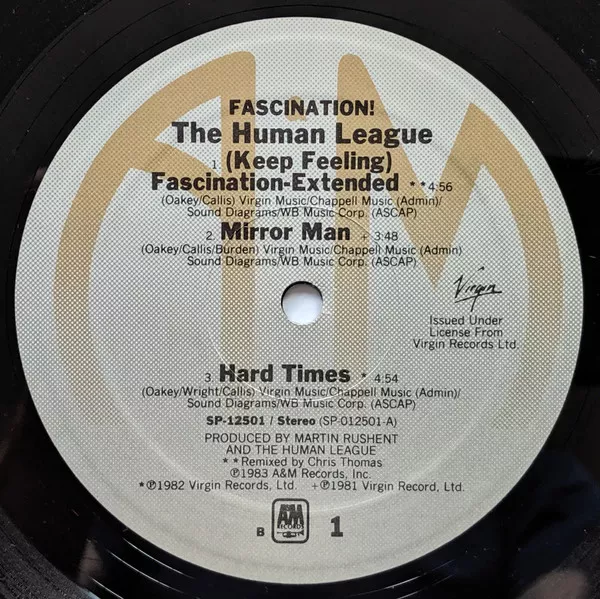 FASCINATION!
The Human League
1. (Keep Feeling)
Fascination-Extended ** 4:56
(Oakey/Callis) Virgin Music/Chappell Music (Admin)/
Sound Diagrams/WB Music Corp. (ASCAP)
2. Mirror Man + 3:48
(Oakey/Callis/Burden) Virgin Music/Chappell Music (Admin)
Sound Diagrams/WB Music Corp. (ASCAP)
Virgin
Issued Under
License From
Virgin Records Ltd.
3. Hard Times * 4:54
(Oakey/Wright/Callis) Virgin Music/Chappell Music (Admin)/
Sound Diagrams/WB Music Corp. (ASCAP)
SP-12501 / Stereo (SP-012501-A)
PRODUCED BY MARTIN RUSHENT
AND THE HUMAN LEAGUE
**Remixed by Chris Thomas
℗1983 A&M Records, Inc.
*℗1982 Virgin Records, Ltd. +℗1981 Virgin Record, Ltd.
B A&M RECORDS 1